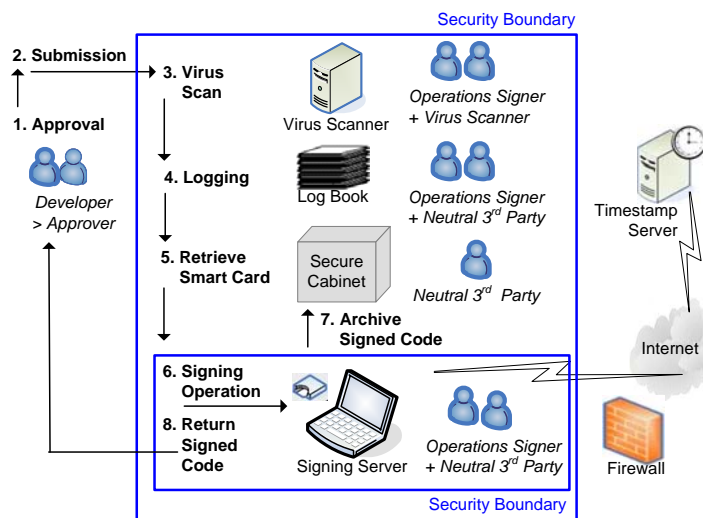 Security Boundary
2. Submission
3. Virus
Scan
Virus Scanner
Operations Signer
+ Virus Scanner
1. Approval
Developer
> Approver
4. Logging
Log Book
Operations Signer
+ Neutral 3rd Party
Timestamp
Server
5. Retrieve
Smart Card
Secure
Cabinet
Neutral 3rd Party
7. Archive
Signed Code
Internet
6. Signing
Operation
8. Return
Signed
Code
Signing Server
Operations Signer
+ Neutral 3rd Party
Firewall
Security Boundary